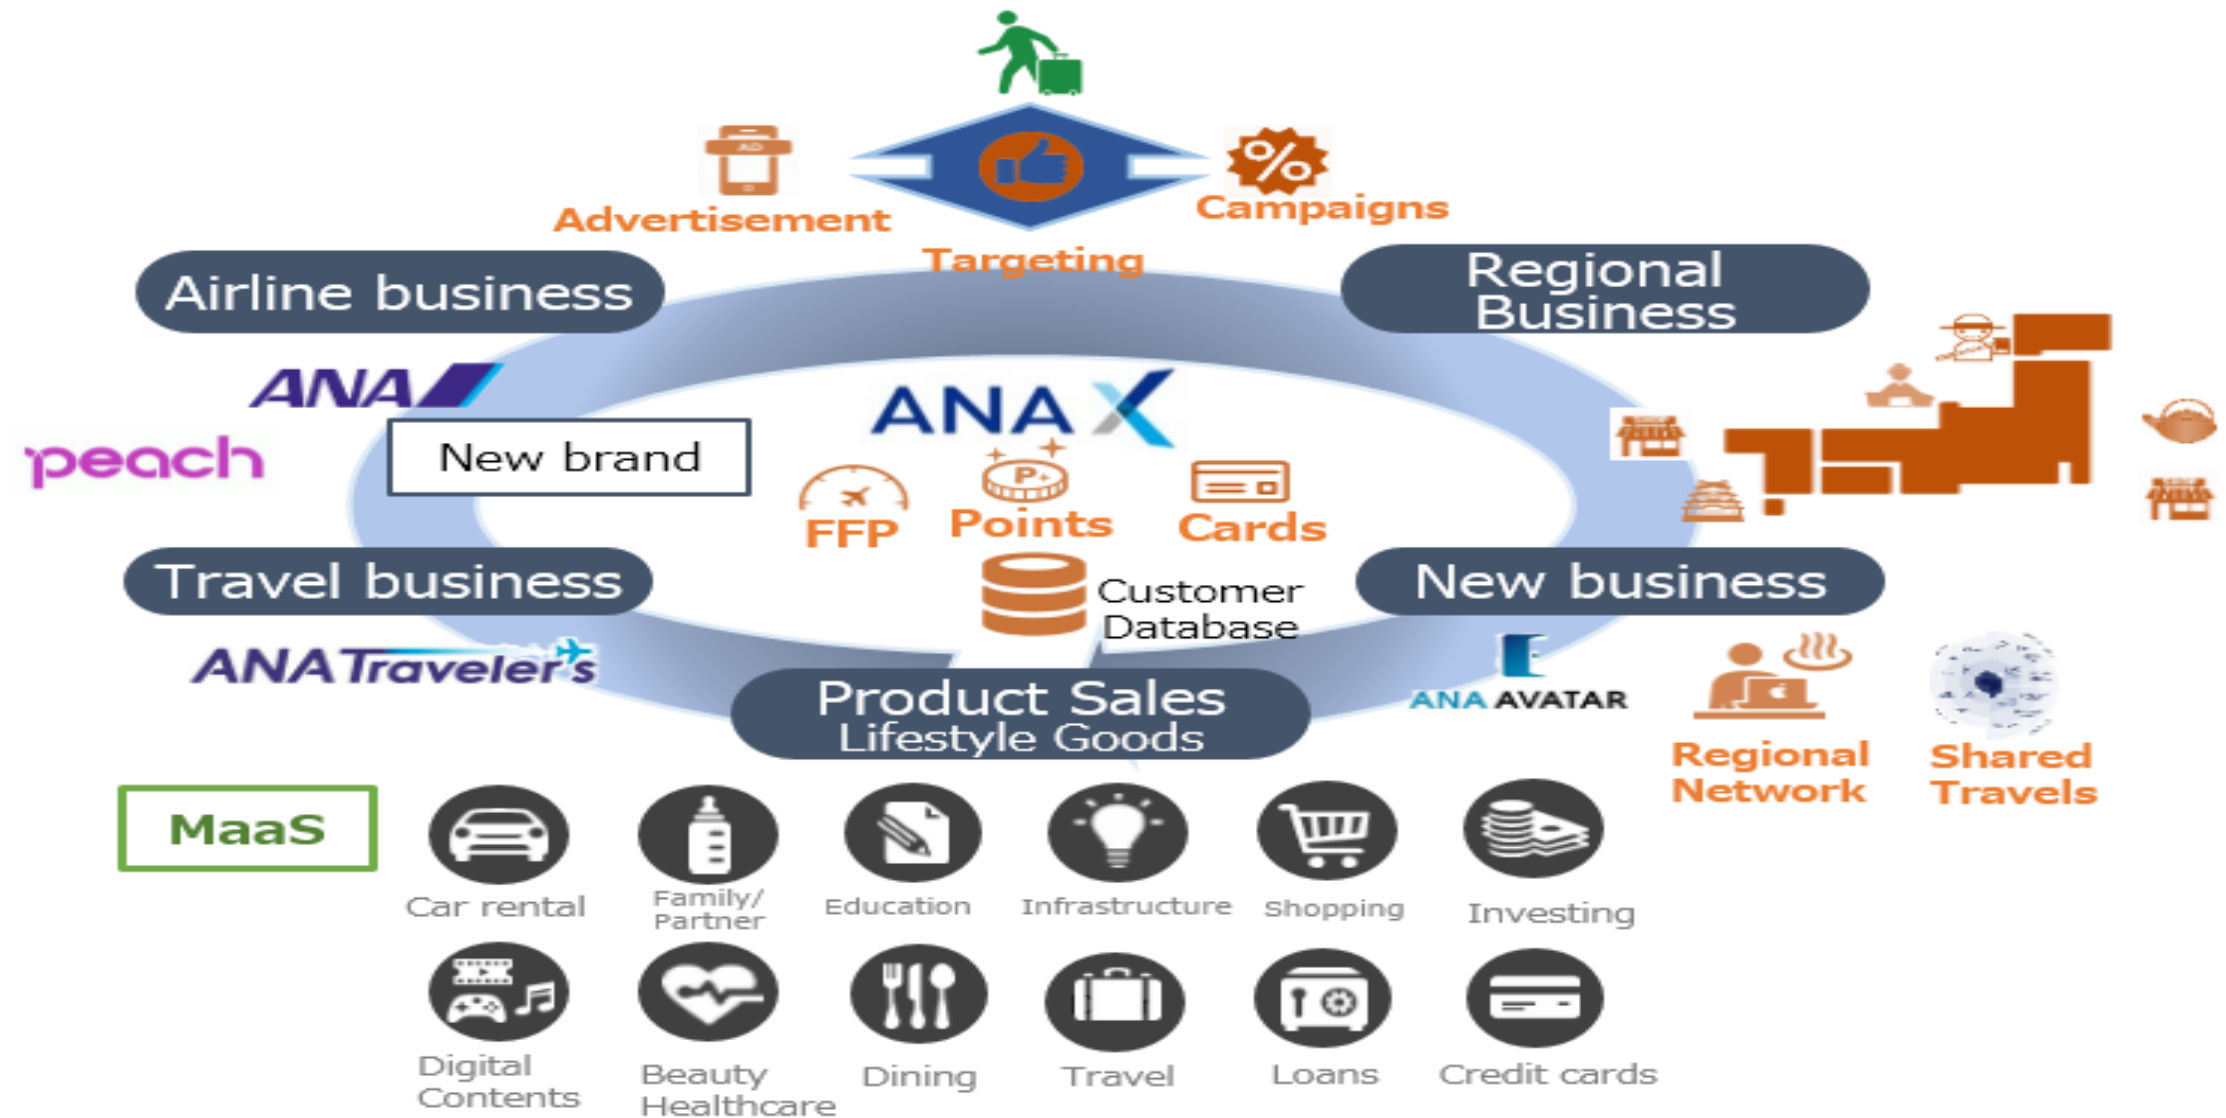 AD
%
Advertisement
Campaigns
Targeting
Airline business
Regional
Business
ANA
ANA X
peach
New brand
P
FFP
Points
Cards
Customer
Database
Travel business
New business
ANA Traveler's
Product Sales
Lifestyle Goods
ANA AVATAR
Regional
Network
Shared
Travels
MaaS
Car rental
Family/
Partner
Education
Infrastructure
Shopping
Investing
Digital
Contents
Beauty
Healthcare
Dining
Travel
Loans
Credit cards